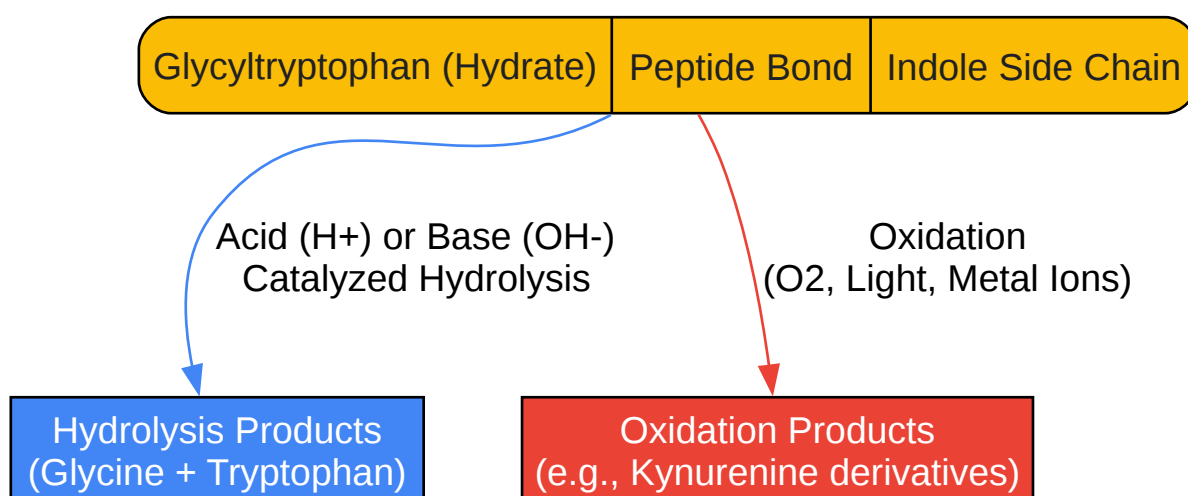 Glycyltryptophan (Hydrate)
Peptide Bond
Indole Side Chain
Acid (H+) or Base (OH-)
Catalyzed Hydrolysis
Oxidation
(O2, Light, Metal Ions)
Hydrolysis Products
(Glycine + Tryptophan)
Oxidation Products
(e.g., Kynurenine derivatives)